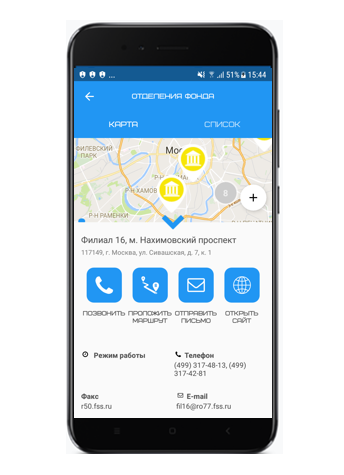 ... 51% 15:44
ОТДЕЛЕНИЯ ФОНДА
КАРТА СПИСОК
ФИЛЕВСКИЙ
ПАРК
Мос
Р-Н ХАМОВ
8
+
Р-Н РАМЕНКИ
Филиал 16, м. Нахимовский проспект
117149, г. Москва, ул. Сивашская, д. 7, к. 1
ПОЗВОНИТЬ ПРОЛОЖИТЬ МАРШРУТ ОТПРАВИТЬ ПИСЬМО ОТКРЫТЬ САЙТ
Режим работы
Телефон
(499) 317-48-13, (499)
317-42-81
Факс
r50.fss.ru
E-mail
fil16@ro77.fss.ru